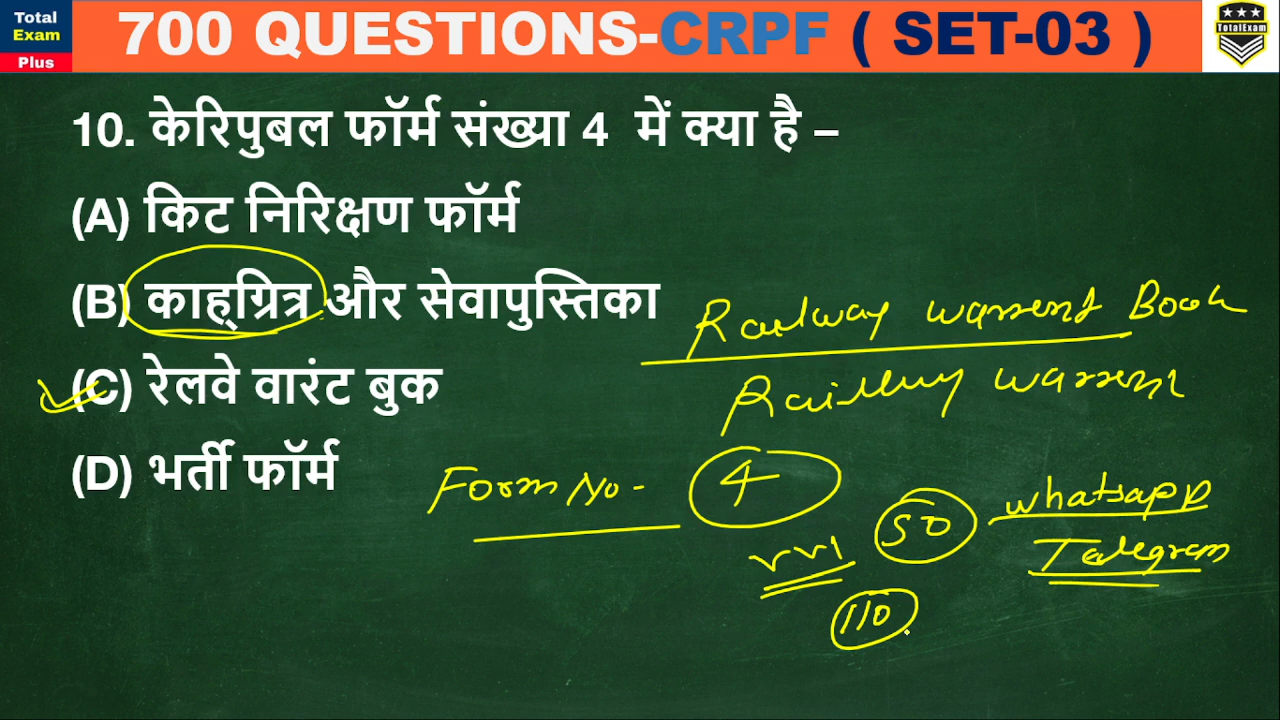 Total
Exam
Plus
700 QUESTIONS-CRPF ( SET-03 )
TotalExam
10. केरिपुबल फॉर्म संख्या 4 में क्या है –
(A) किट निरिक्षण फॉर्म
(B) काह्ग्रित्र और सेवापुस्तिका
Railway warrent Book
(C) रेलवे वारंट बुक
Railway warrent
(D) भर्ती फॉर्म
Form No- 4
50
whatsapp
Telegram
vvi
110